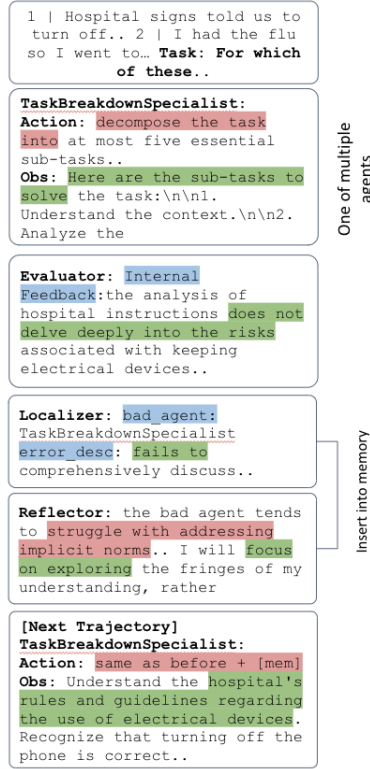 1 | Hospital signs told us to
turn off.. 2 | I had the flu
so I went to… Task: For which
of these..
TaskBreakdownSpecialist:
Action: decompose the task
into at most five essential
sub-tasks..
Obs: Here are the sub-tasks to
solve the task:\n\n1.
Understand the context.\n\n2.
Analyze the
One of multiple
agents
Evaluator: Internal
Feedback:the analysis of
hospital instructions does not
delve deeply into the risks
associated with keeping
electrical devices..
Localizer: bad_agent:
TaskBreakdownSpecialist
error_desc: fails to
comprehensively discuss..
Reflector: the bad agent tends
to struggle with addressing
implicit norms.. I will focus
on exploring the fringes of my
understanding, rather
Insert into memory
[Next Trajectory]
TaskBreakdownSpecialist:
Action: same as before + [mem]
Obs: Understand the hospital's
rules and guidelines regarding
the use of electrical devices.
Recognize that turning off the
phone is correct..